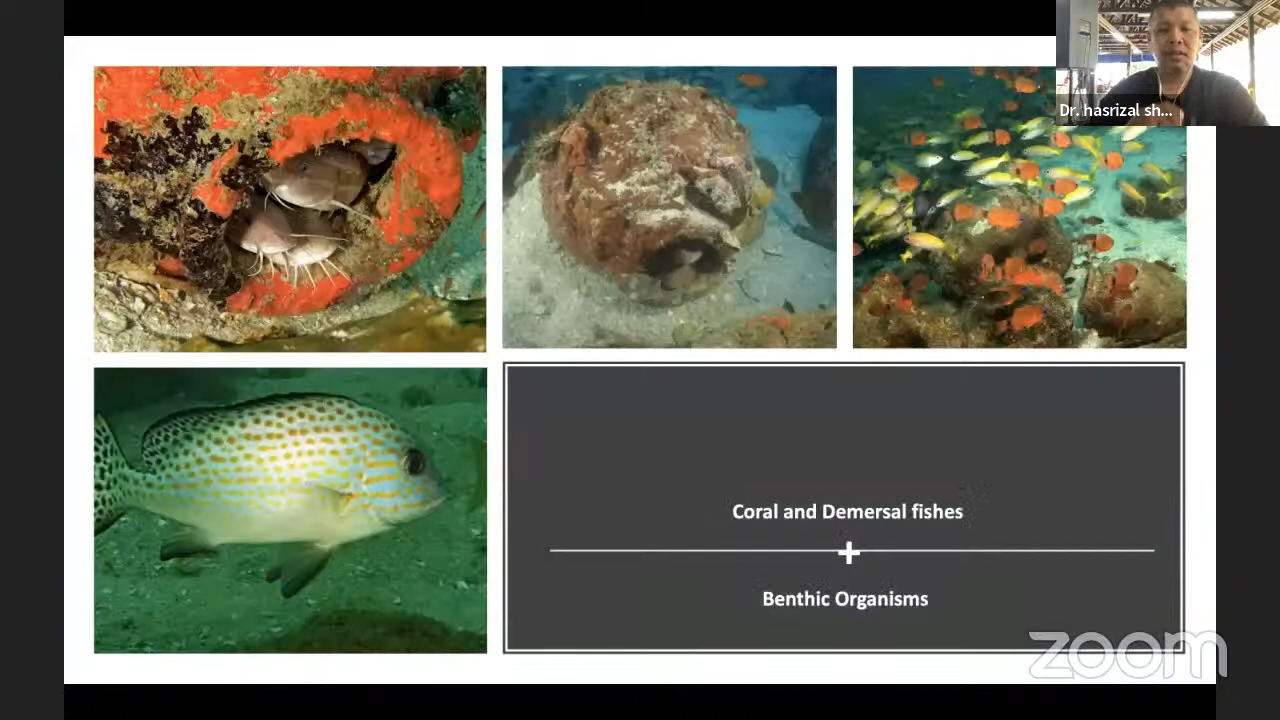 Dr. hasrizal sh...
Coral and Demersal fishes
+
Benthic Organisms
zoom